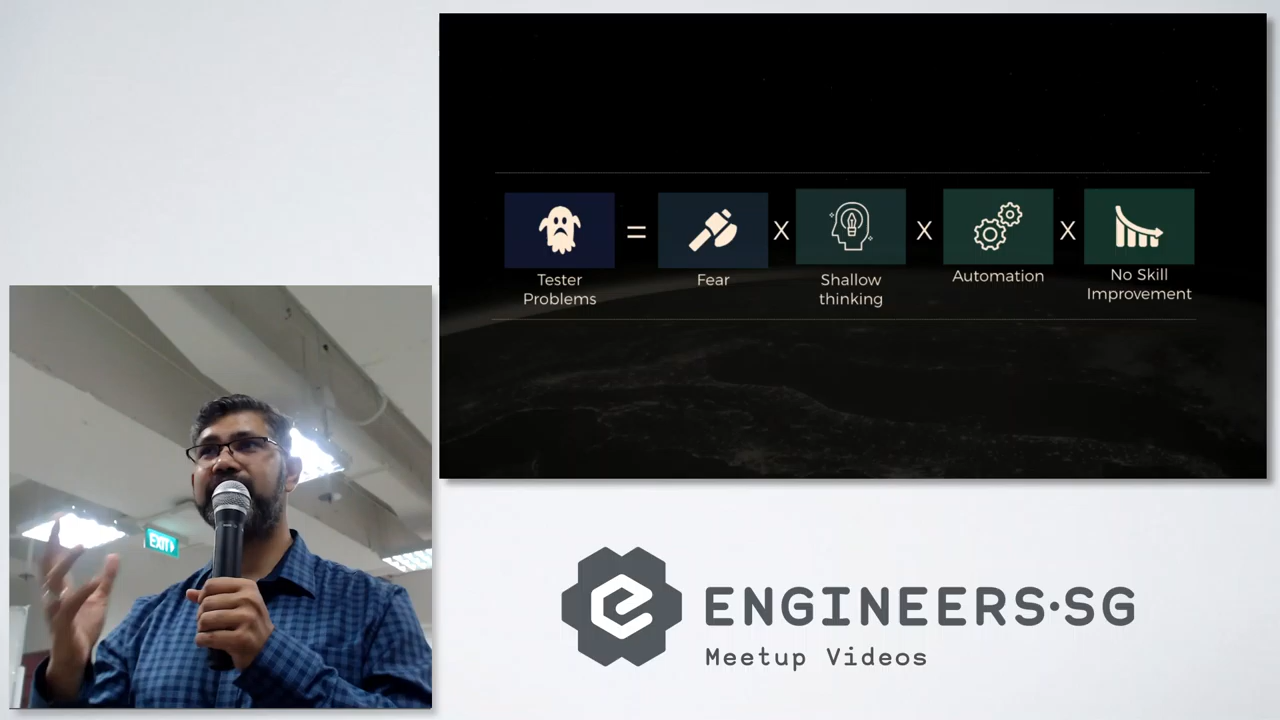 =
X
X
X
Tester
Problems
Fear
Shallow
thinking
Automation
No Skill
Improvement
EXIT
ENGINEERS·SG
Meetup Videos